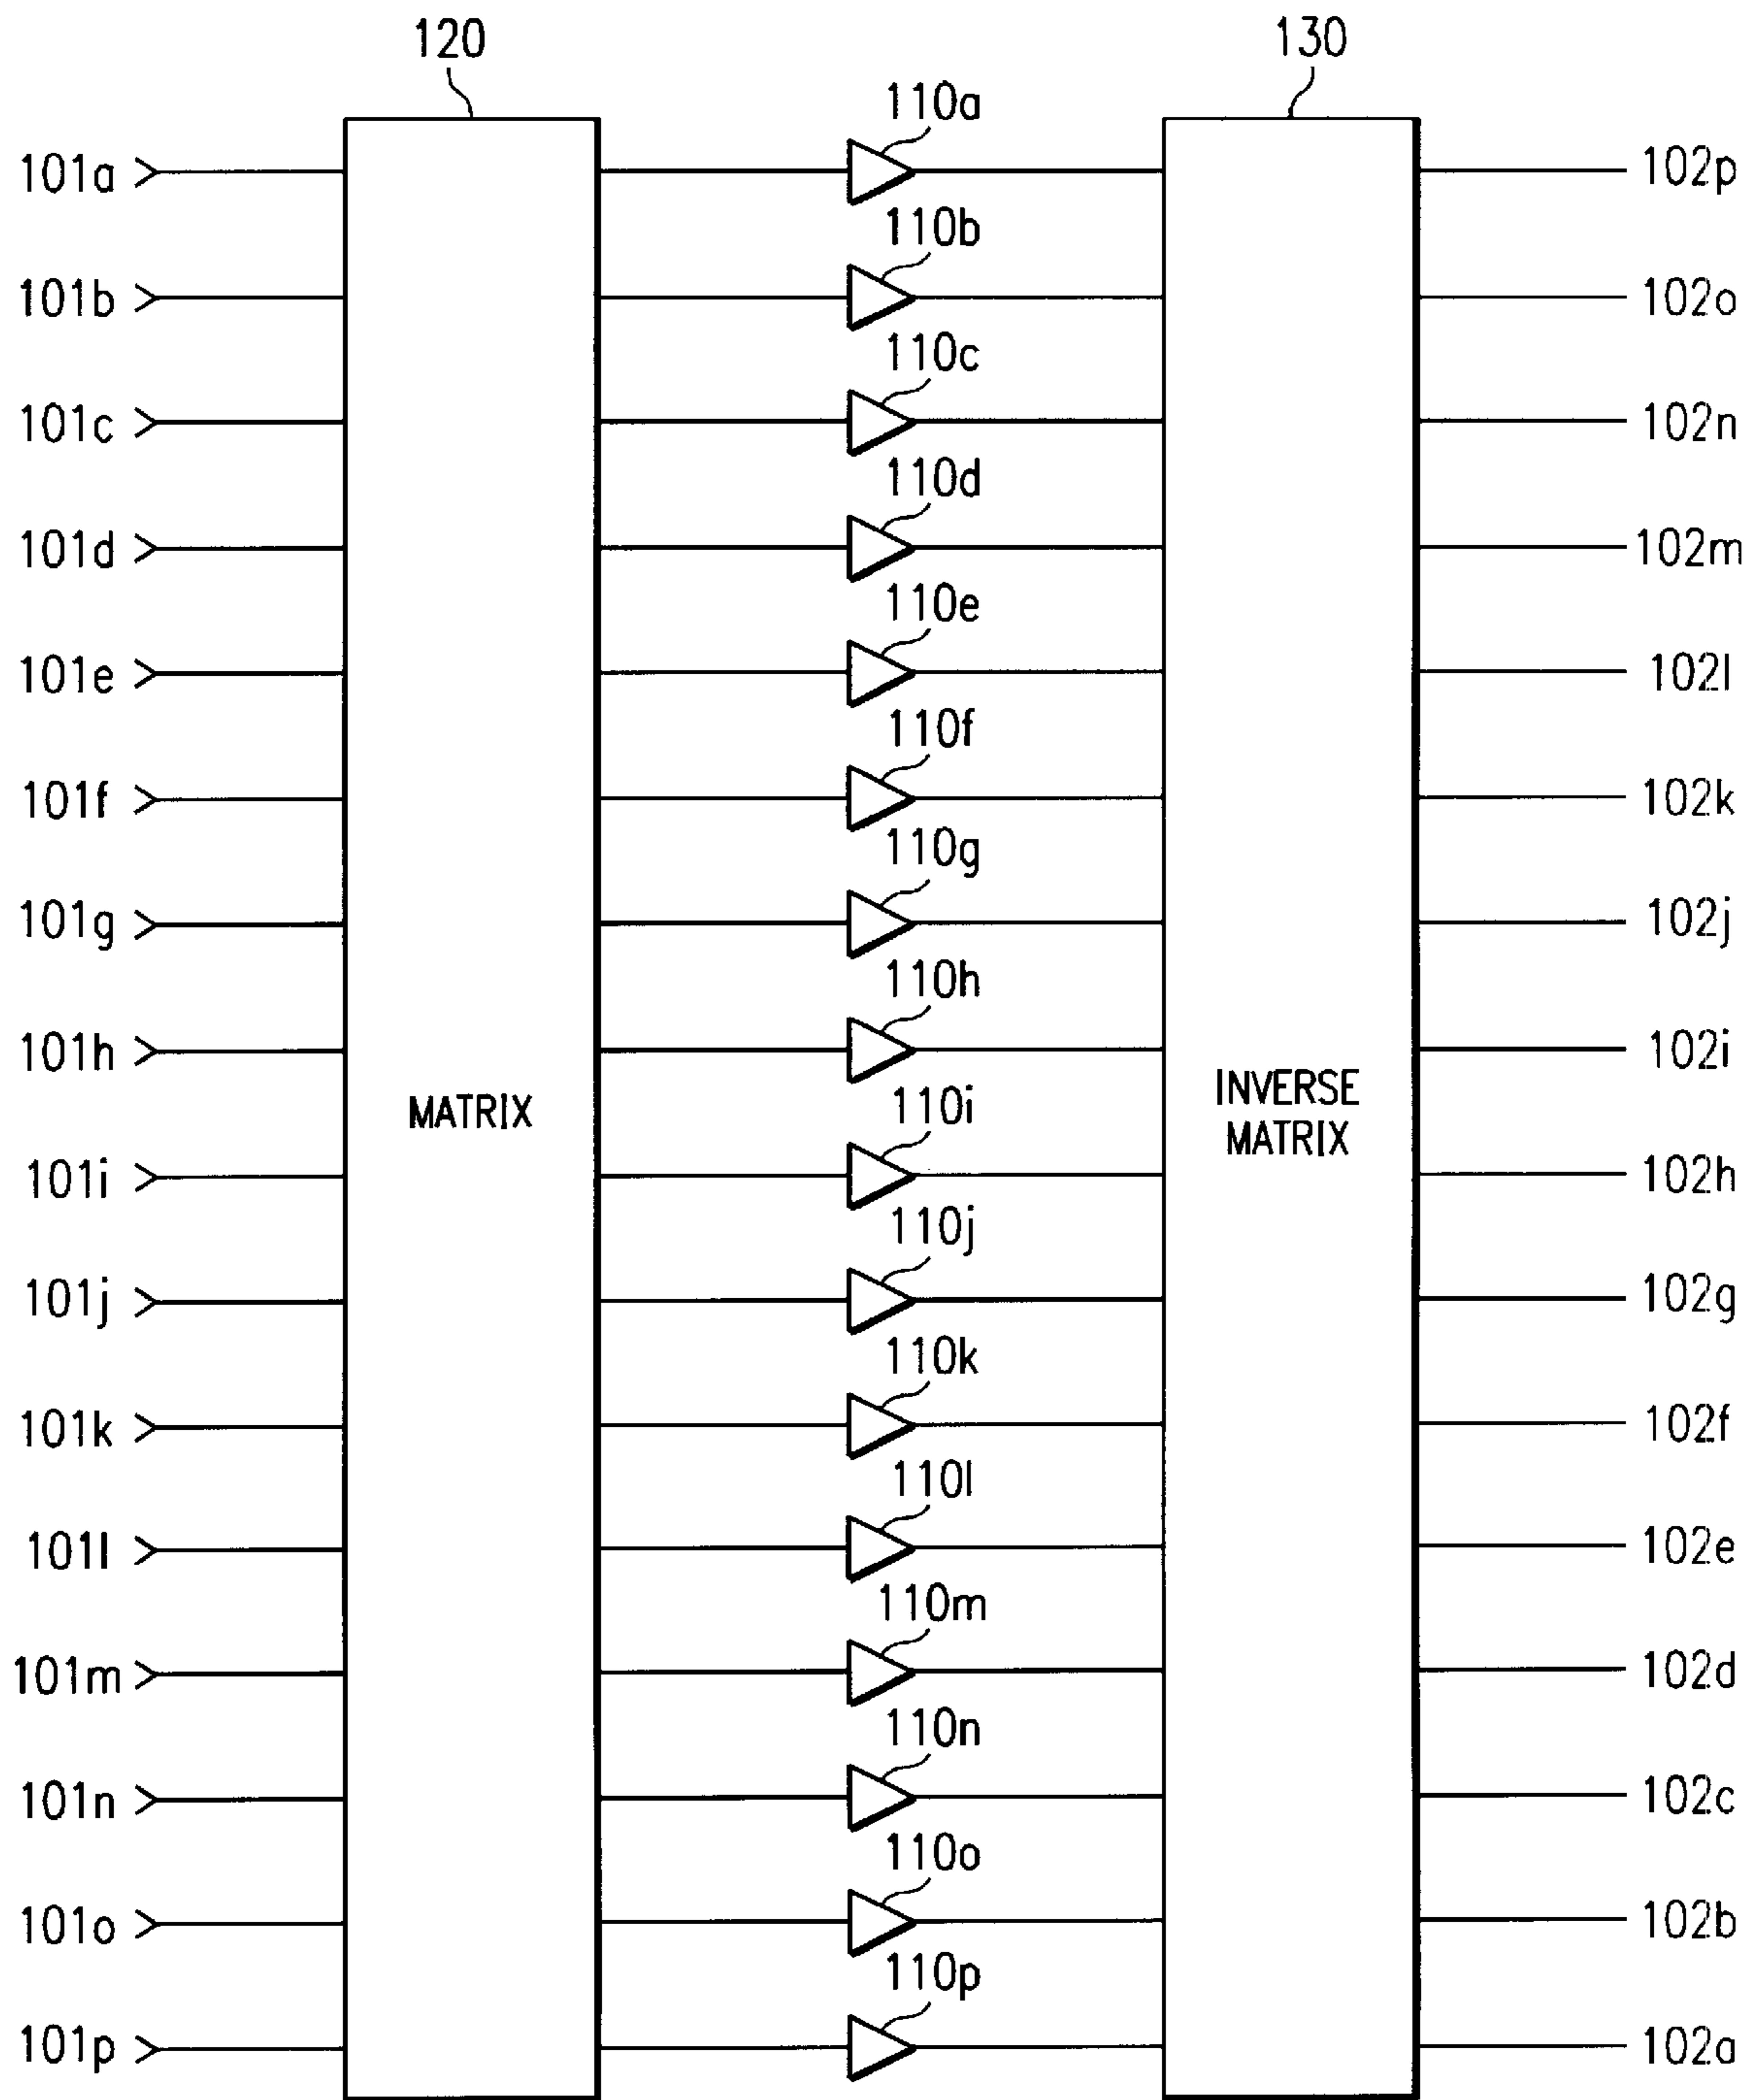 120 130
110a
101a 102p
110b
101b 102o
110c
101c 102n
110d
101d 102m
110e
101e 102l
110f
101f 102k
110g
101g 102j
110h
101h 102i
MATRIX
INVERSE
MATRIX
110i
101i 102h
110j
101j 102g
110k
101k 102f
110l
101l 102e
110m
101m 102d
110n
101n 102c
110o
101o 102b
110p
101p 102a